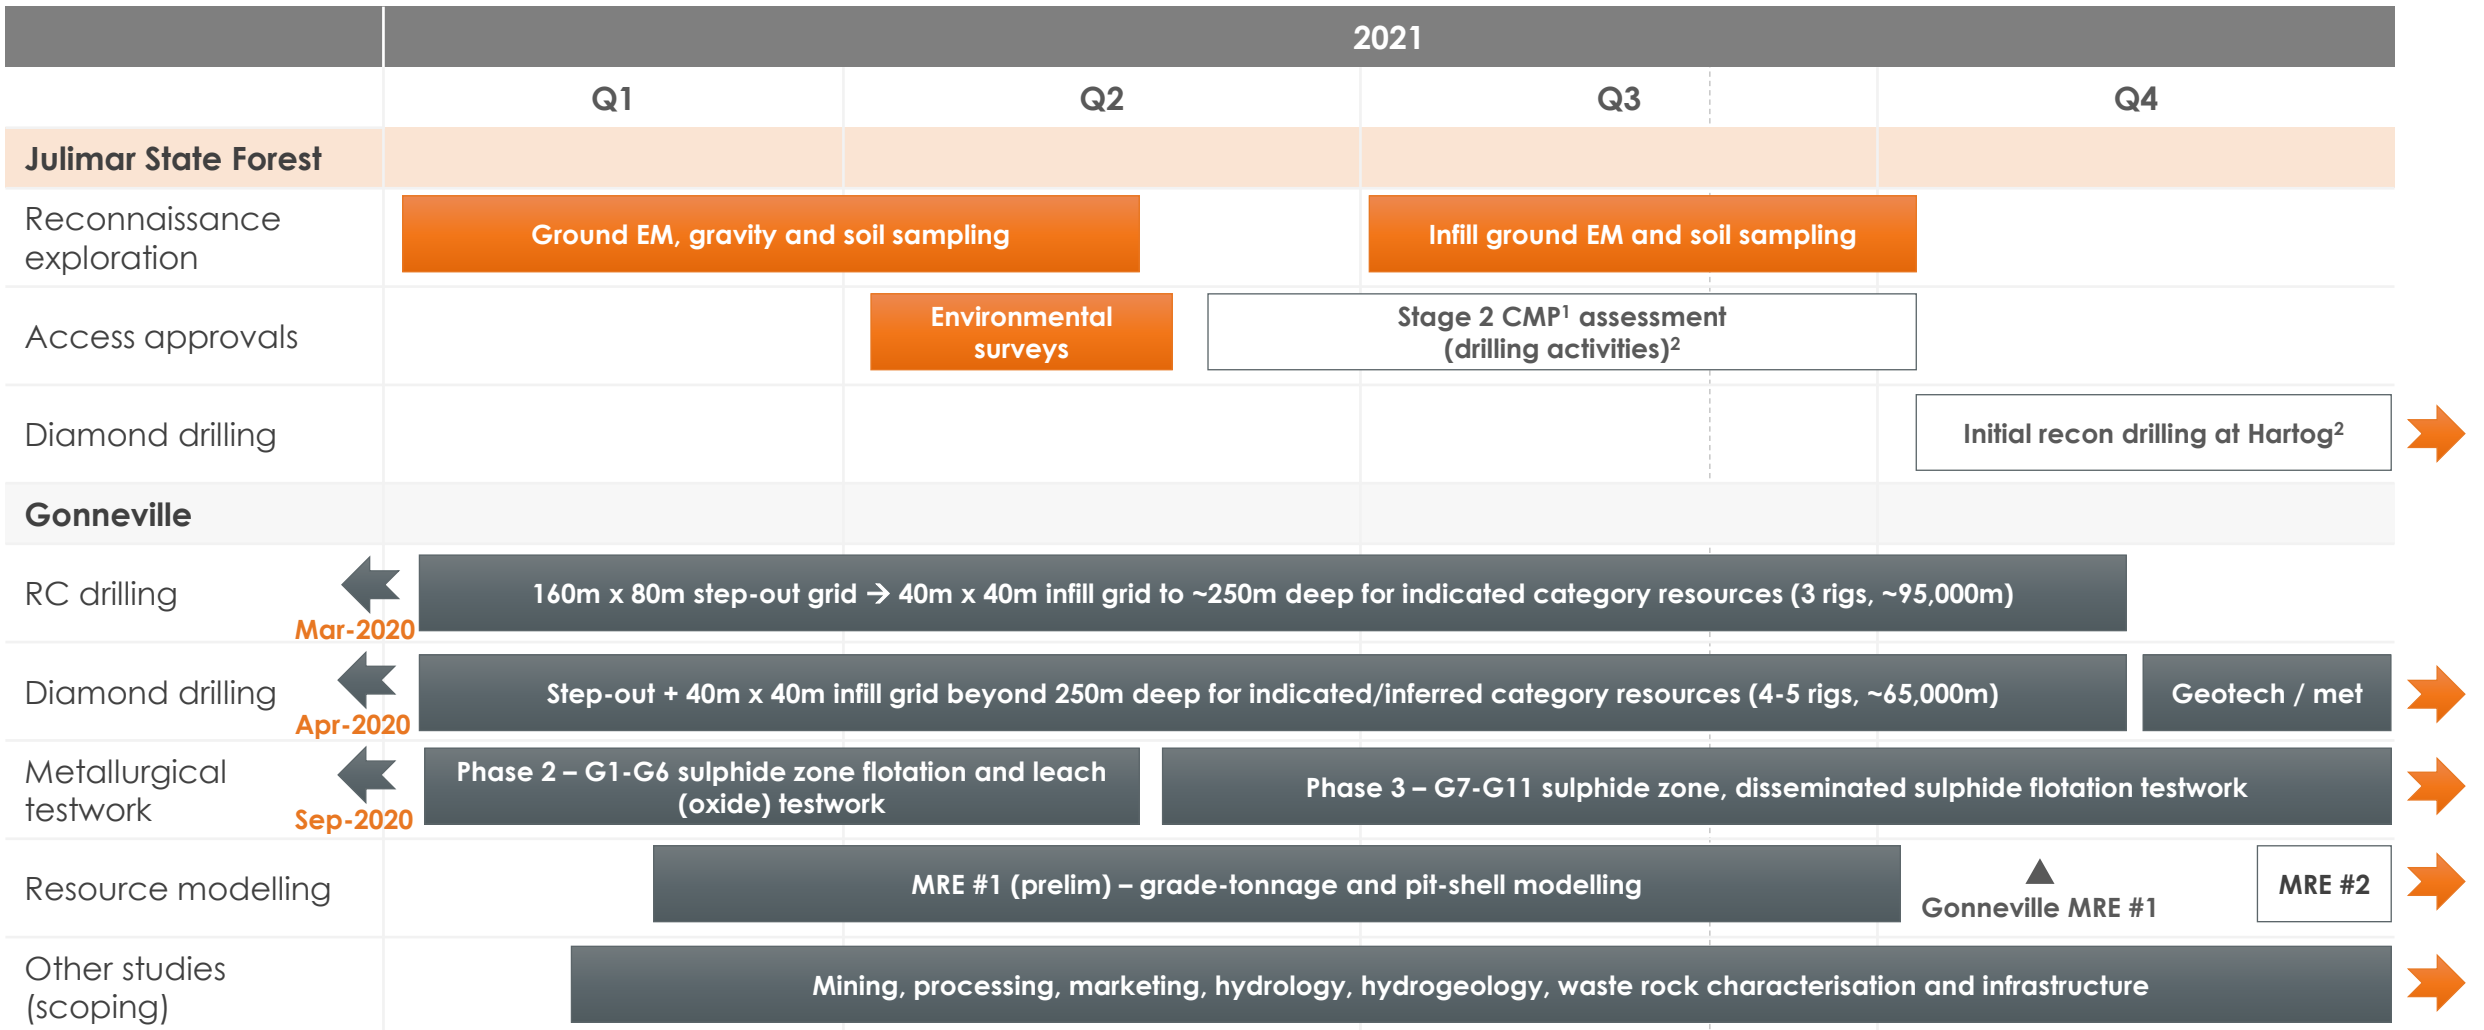 2021
Q1
Q2
Q3
Q4
Julimar State Forest
Reconnaissance
exploration
Ground EM, gravity and soil sampling
Infill ground EM and soil sampling
Access approvals
Environmental
surveys
Stage 2 CMP¹ assessment
(drilling activities)²
Diamond drilling
Initial recon drilling at Hartog²
Gonneville
RC drilling
Mar-2020
160m x 80m step-out grid → 40m x 40m infill grid to ~250m deep for indicated category resources (3 rigs, ~95,000m)
Diamond drilling
Apr-2020
Step-out + 40m x 40m infill grid beyond 250m deep for indicated/inferred category resources (4-5 rigs, ~65,000m)
Geotech / met
Metallurgical
testwork
Sep-2020
Phase 2 – G1-G6 sulphide zone flotation and leach
(oxide) testwork
Phase 3 – G7-G11 sulphide zone, disseminated sulphide flotation testwork
Resource modelling
MRE #1 (prelim) – grade-tonnage and pit-shell modelling
Gonneville MRE #1
MRE #2
Other studies
(scoping)
Mining, processing, marketing, hydrology, hydrogeology, waste rock characterisation and infrastructure